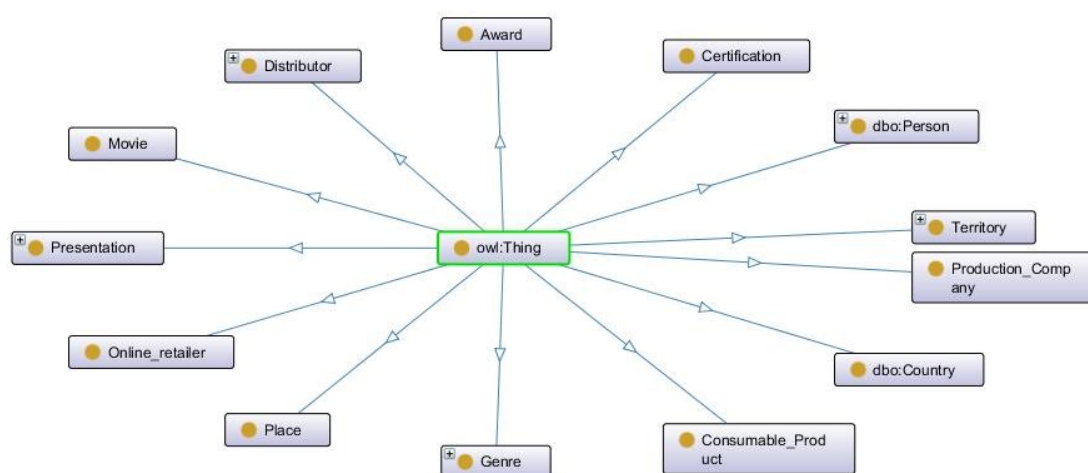 Award
Certification
Distributor
dbo:Person
Movie
Territory
Presentation
owl:Thing
Production_Comp
any
Online_retailer
dbo:Country
Place
Consumable_Prod
uct
Genre